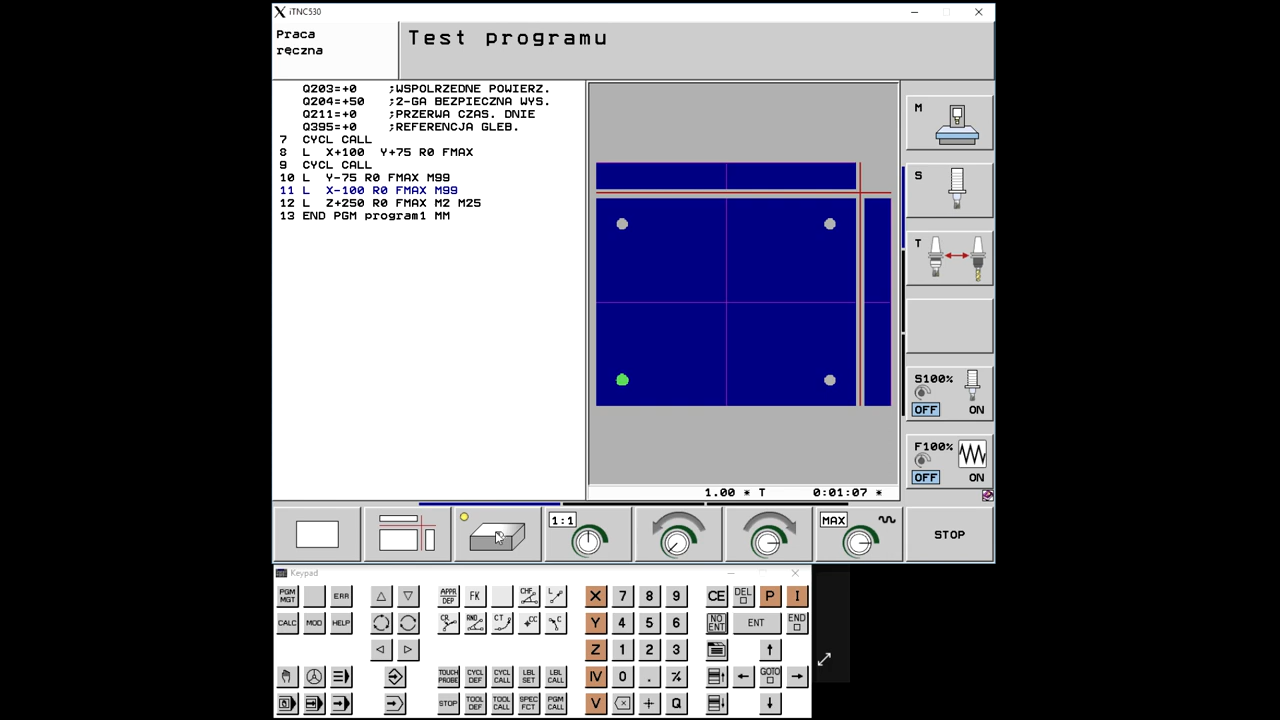 iTNC530
Praca
ręczna
Test programu
Q203=+0 ;WSPOLRZEDNE POWIERZ.
Q204=+50 ;2-GA BEZPIECZNA WYS.
Q211=+0 ;PRZERWA CZAS. DNIE
Q395=+0 ;REFERENCJA GLEB.
7 CYCL CALL
8 L X+100 Y+75 R0 FMAX
9 CYCL CALL
10 L Y-75 R0 FMAX M99
11 L X-100 R0 FMAX M99
12 L Z+250 R0 FMAX M2 M25
13 END PGM program1 MM
1.00 * T 0:01:07 *
M
S
T
S100%
OFF ON
F100%
OFF ON
1:1
MAX
STOP
Keypad
PGM MGT
ERR
APPR DEP
FK
CHF
L
X
7
8
9
CE
DEL
P
I
CALC
MOD
HELP
CR
RND
CT
CC
C
Y
4
5
6
NO ENT
ENT
END
Z
1
2
3
TOUCH PROBE
CYCL DEF
CYCL CALL
LBL SET
LBL CALL
IV
0
.
GOTO
STOP
TOOL DEF
TOOL CALL
SPEC FCT
PGM CALL
V
+
Q